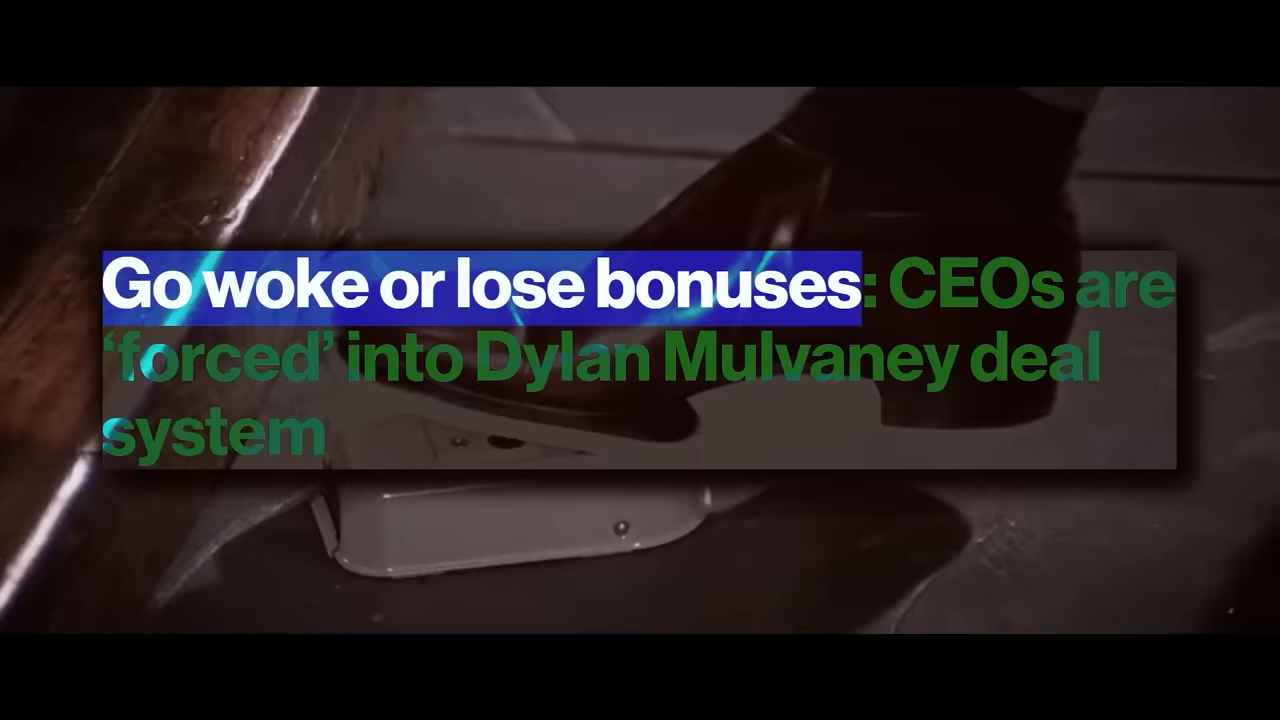 Go woke or lose bonuses: CEOs are
‘forced’ into Dylan Mulvaney deal
system